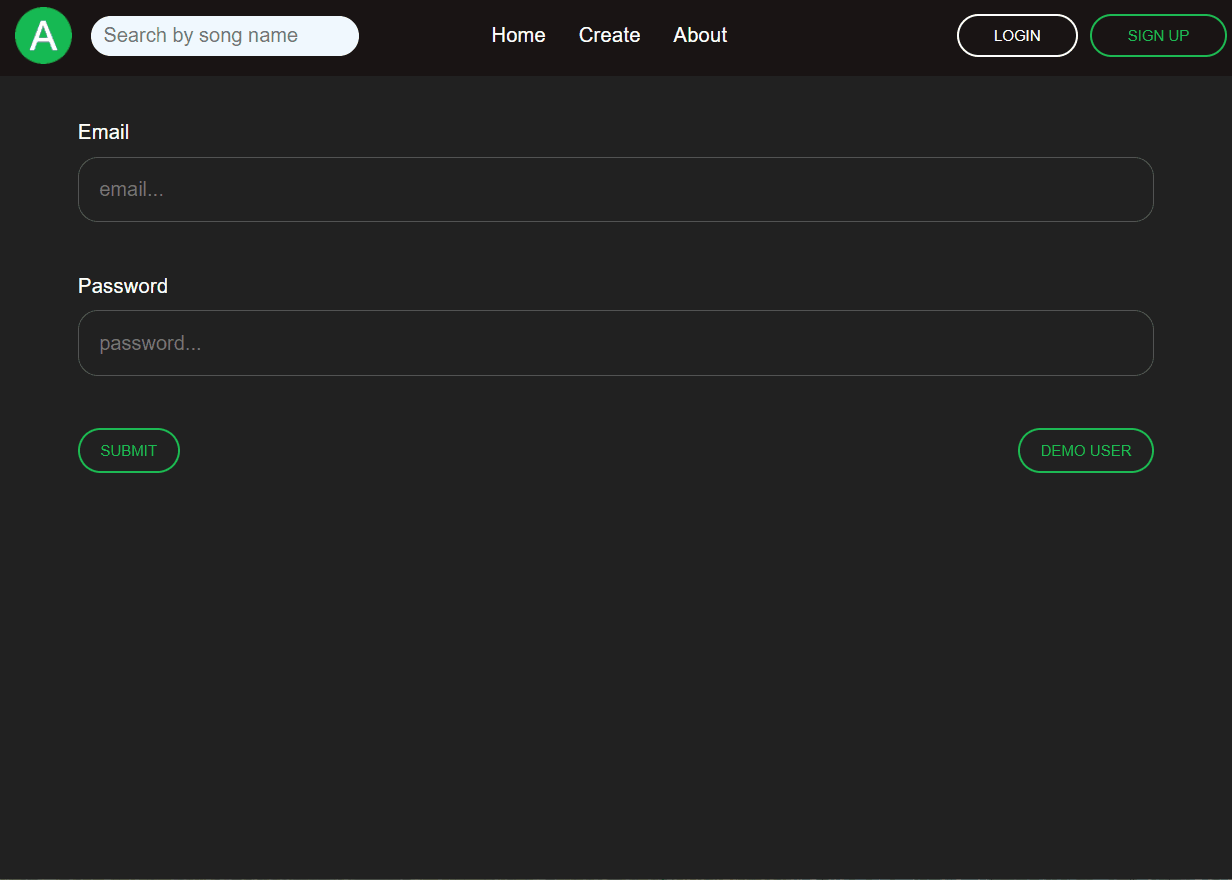 A Search by song name Home Create About LOGIN SIGN UP
Email
email...
Password
password...
SUBMIT DEMO USER